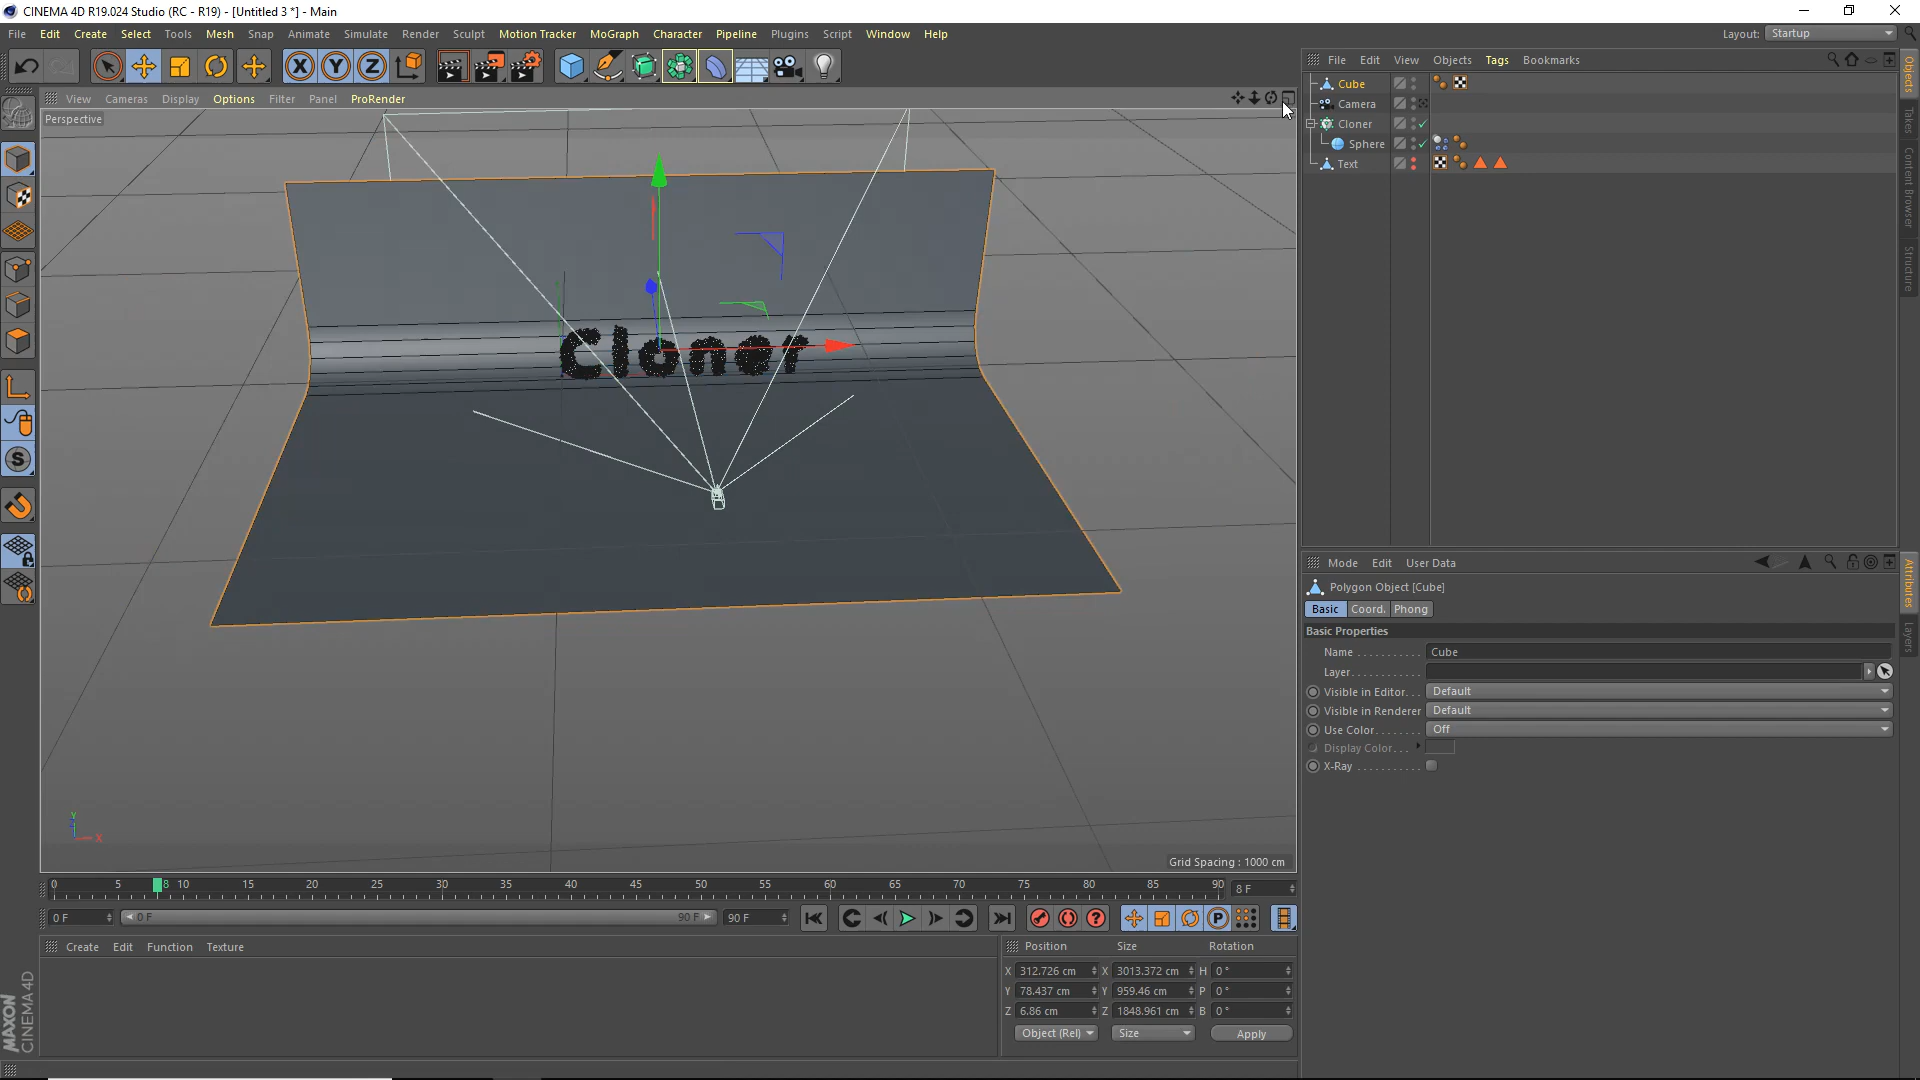 CINEMA 4D R19.024 Studio (RC - R19) - [Untitled 3 *] - Main
File Edit Create Select Tools Mesh Snap Animate Simulate Render Sculpt Motion Tracker MoGraph Character Pipeline Plugins Script Window Help
Layout: Startup
X Y Z
View Cameras Display Options Filter Panel ProRender
Perspective
Cloner
Y
X
Grid Spacing : 1000 cm
File Edit View Objects Tags Bookmarks
Cube
Camera
Cloner
Sphere
Text
Objects
Takes
Content Browser
Structure
Mode Edit User Data
Polygon Object [Cube]
Basic Coord. Phong
Basic Properties
Name Cube
Layer
Visible in Editor Default
Visible in Renderer Default
Use Color Off
Display Color
X-Ray
Attributes
Layers
0 5 8 10 15 20 25 30 35 40 45 50 55 60 65 70 75 80 85 90
8 F
0 F
0 F 90 F
90 F
Create Edit Function Texture
Position Size Rotation
X 312.726 cm X 3013.372 cm H 0 °
Y 78.437 cm Y 959.46 cm P 0 °
Z 6.86 cm Z 1848.961 cm B 0 °
Object (Rel) Size Apply
MAXON
CINEMA 4D